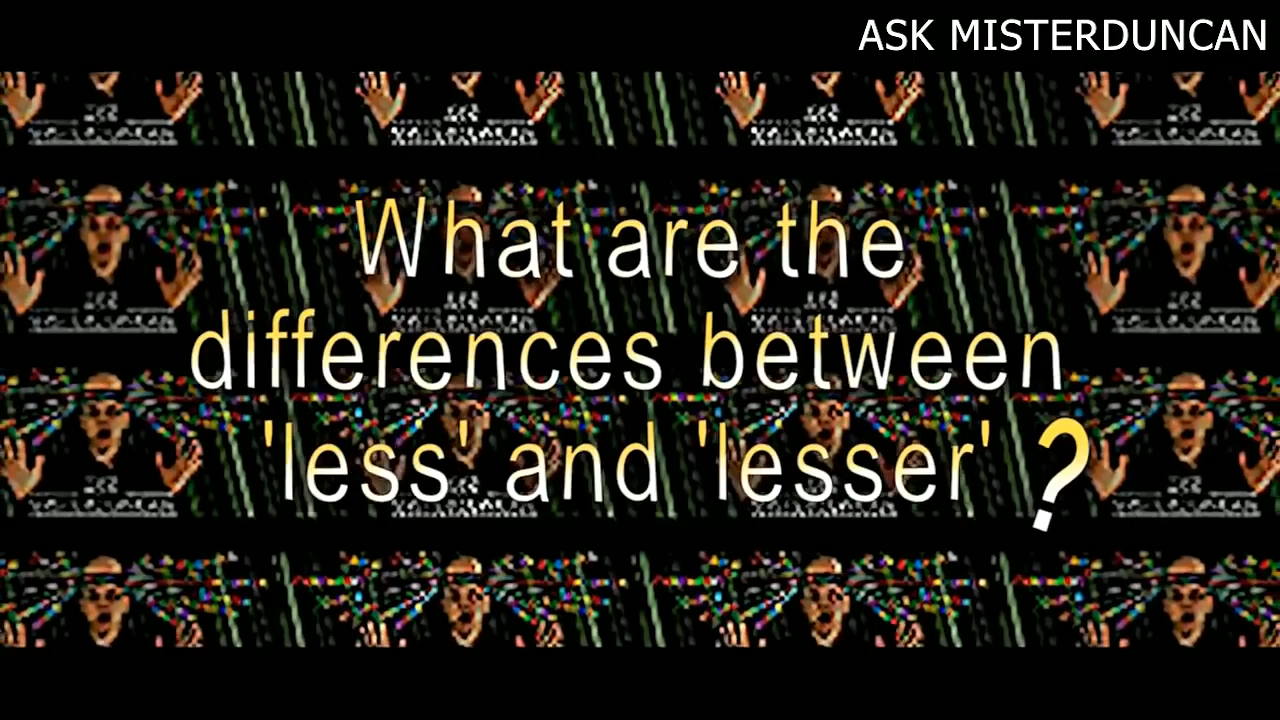 ASK MISTERDUNCAN
What are the
differences between
'less' and 'lesser' ?